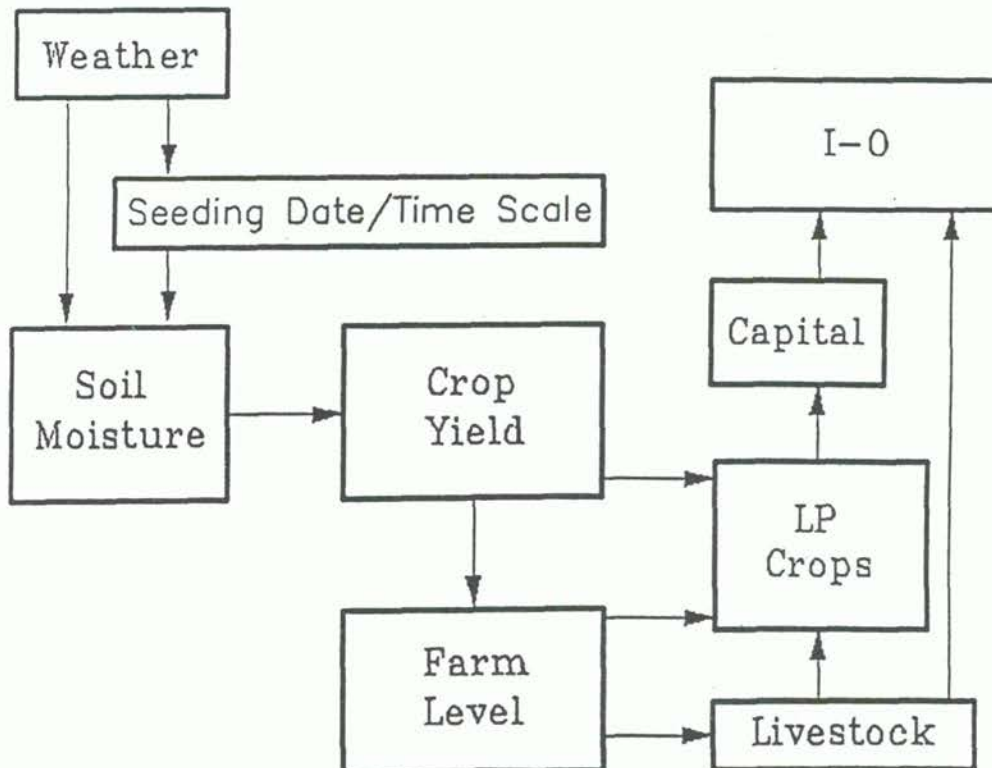 Weather
I-O
Seeding Date/Time Scale
Capital
Soil
Moisture
Crop
Yield
LP
Crops
Farm
Level
Livestock